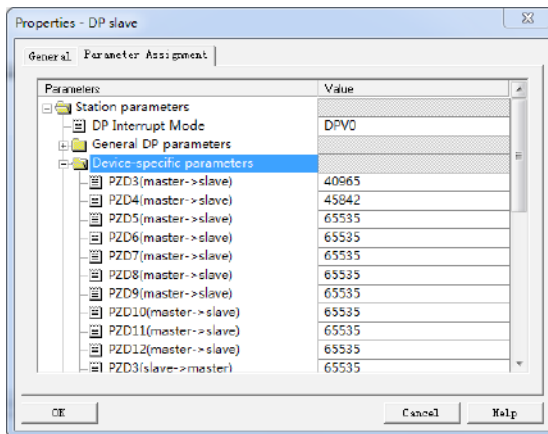 Properties - DP slave
General Parameter Assignment
Parameters Value
Station parameters
DP Interrupt Mode DPV0
General DP parameters
Device-specific parameters
PZD3(master->slave) 40965
PZD4(master->slave) 45842
PZD5(master->slave) 65535
PZD6(master->slave) 65535
PZD7(master->slave) 65535
PZD8(master->slave) 65535
PZD9(master->slave) 65535
PZD10(master->slave) 65535
PZD11(master->slave) 65535
PZD12(master->slave) 65535
PZD3(slave->master) 65535
OK Cancel Help